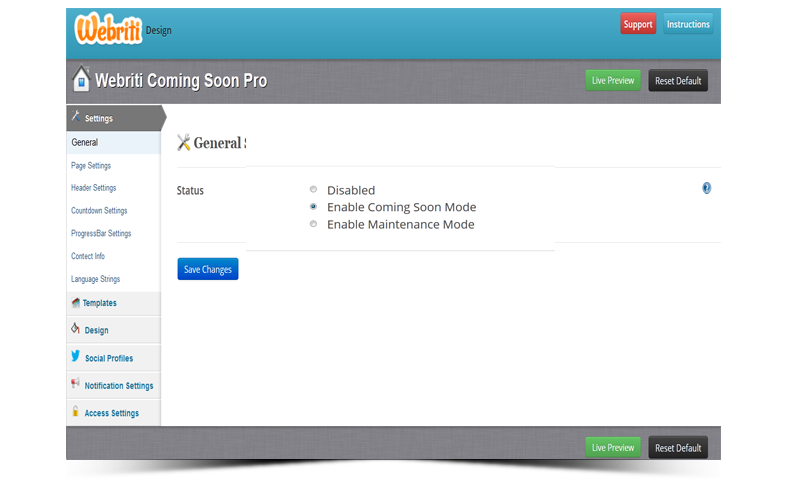 Webriti Design
Support
Instructions
Webriti Coming Soon Pro
Live Preview
Reset Default
Settings
General
Page Settings
Header Settings
Countdown Settings
ProgressBar Settings
Contect Info
Language Strings
Templates
Design
Social Profiles
Notification Settings
Access Settings
General
Status
Disabled
Enable Coming Soon Mode
Enable Maintenance Mode
?
Save Changes
Live Preview
Reset Default